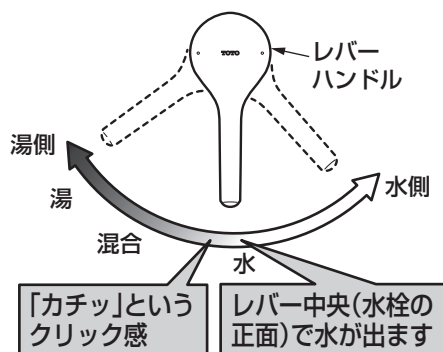 TOTO
レバー
ハンドル
湯側
湯
混合
水
水側
「カチッ」という
クリック感
レバー中央(水栓の
正面)で水が出ます